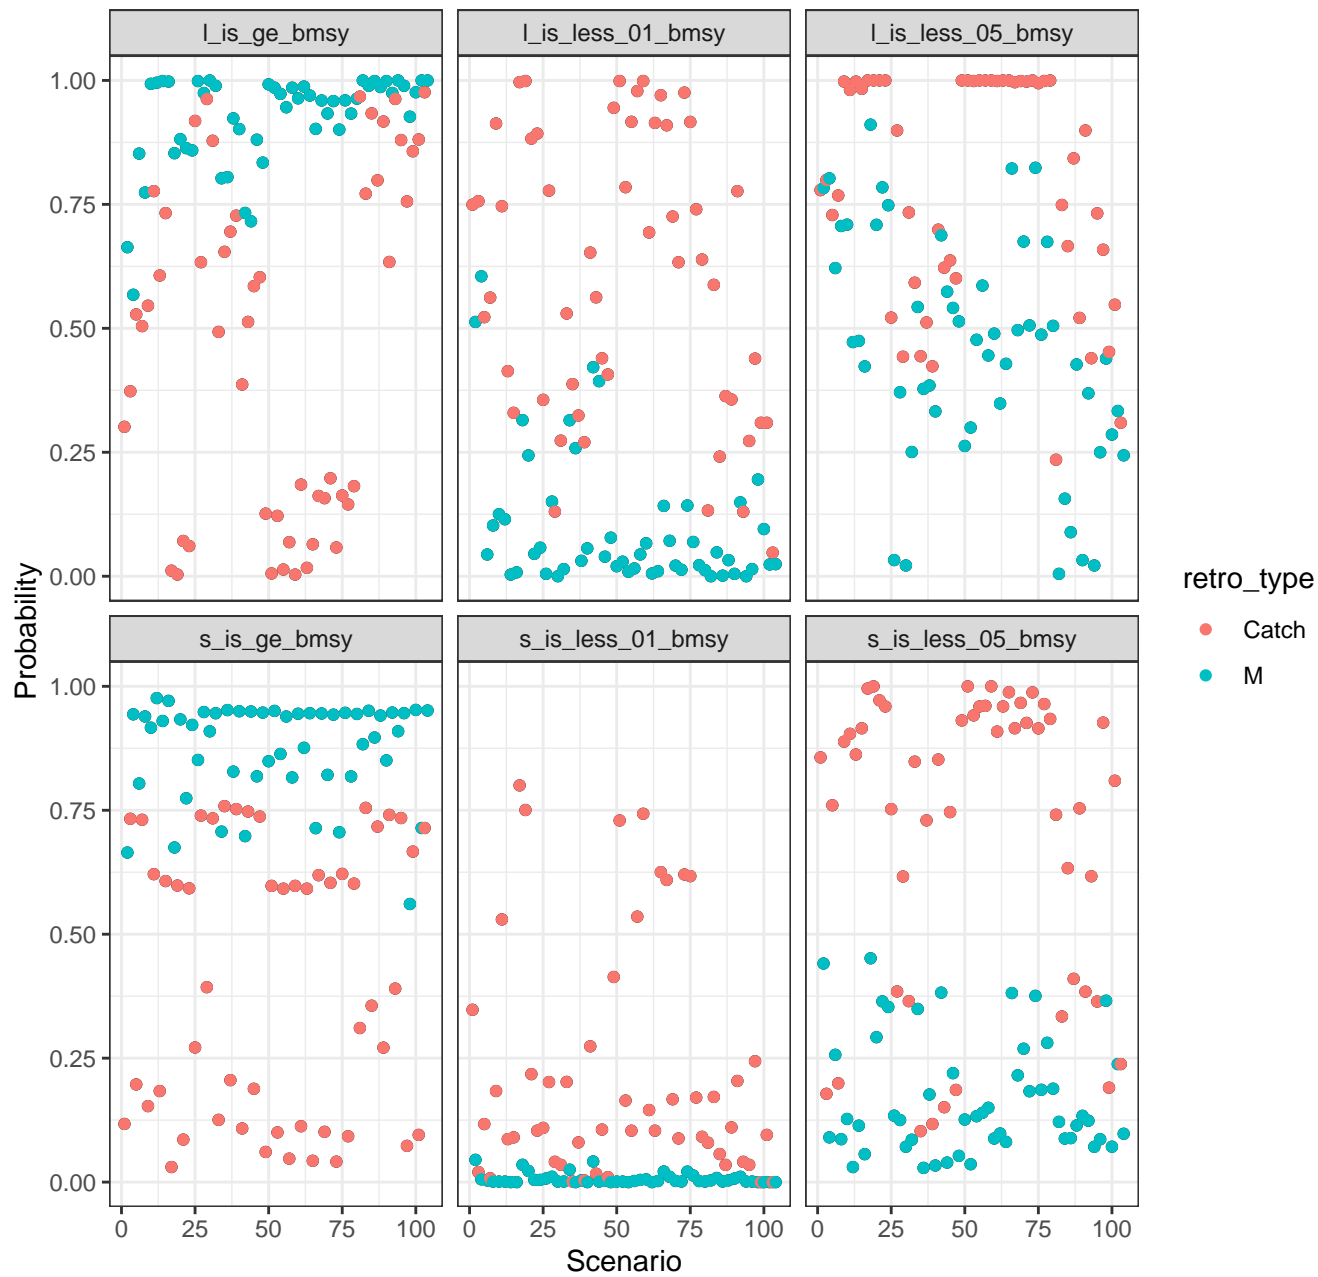 l_is_ge_bmsy l_is_less_01_bmsy l_is_less_05_bmsy
1.00
0.75
0.50
0.25
0.00
s_is_ge_bmsy s_is_less_01_bmsy s_is_less_05_bmsy
1.00
0.75
0.50
0.25
0.00
0 25 50 75 100 0 25 50 75 100 0 25 50 75 100
Scenario
Probability
retro_type
Catch
M